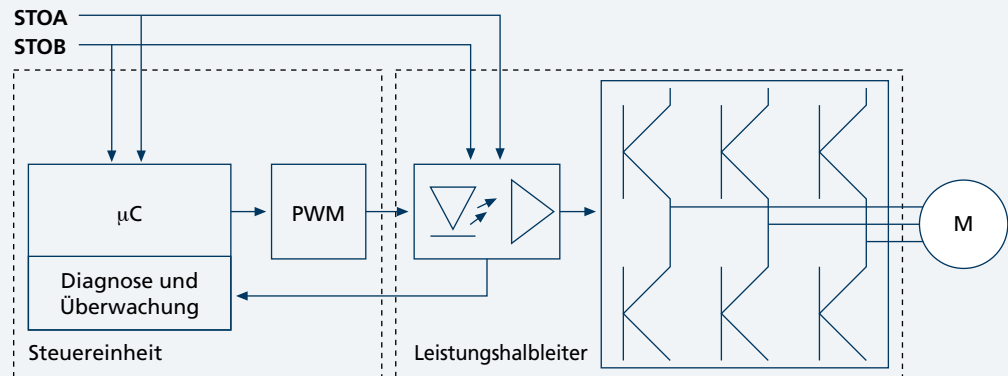 STOA
STOB
μC
PWM
M
Diagnose und
Überwachung
Steuereinheit
Leistungshalbleiter